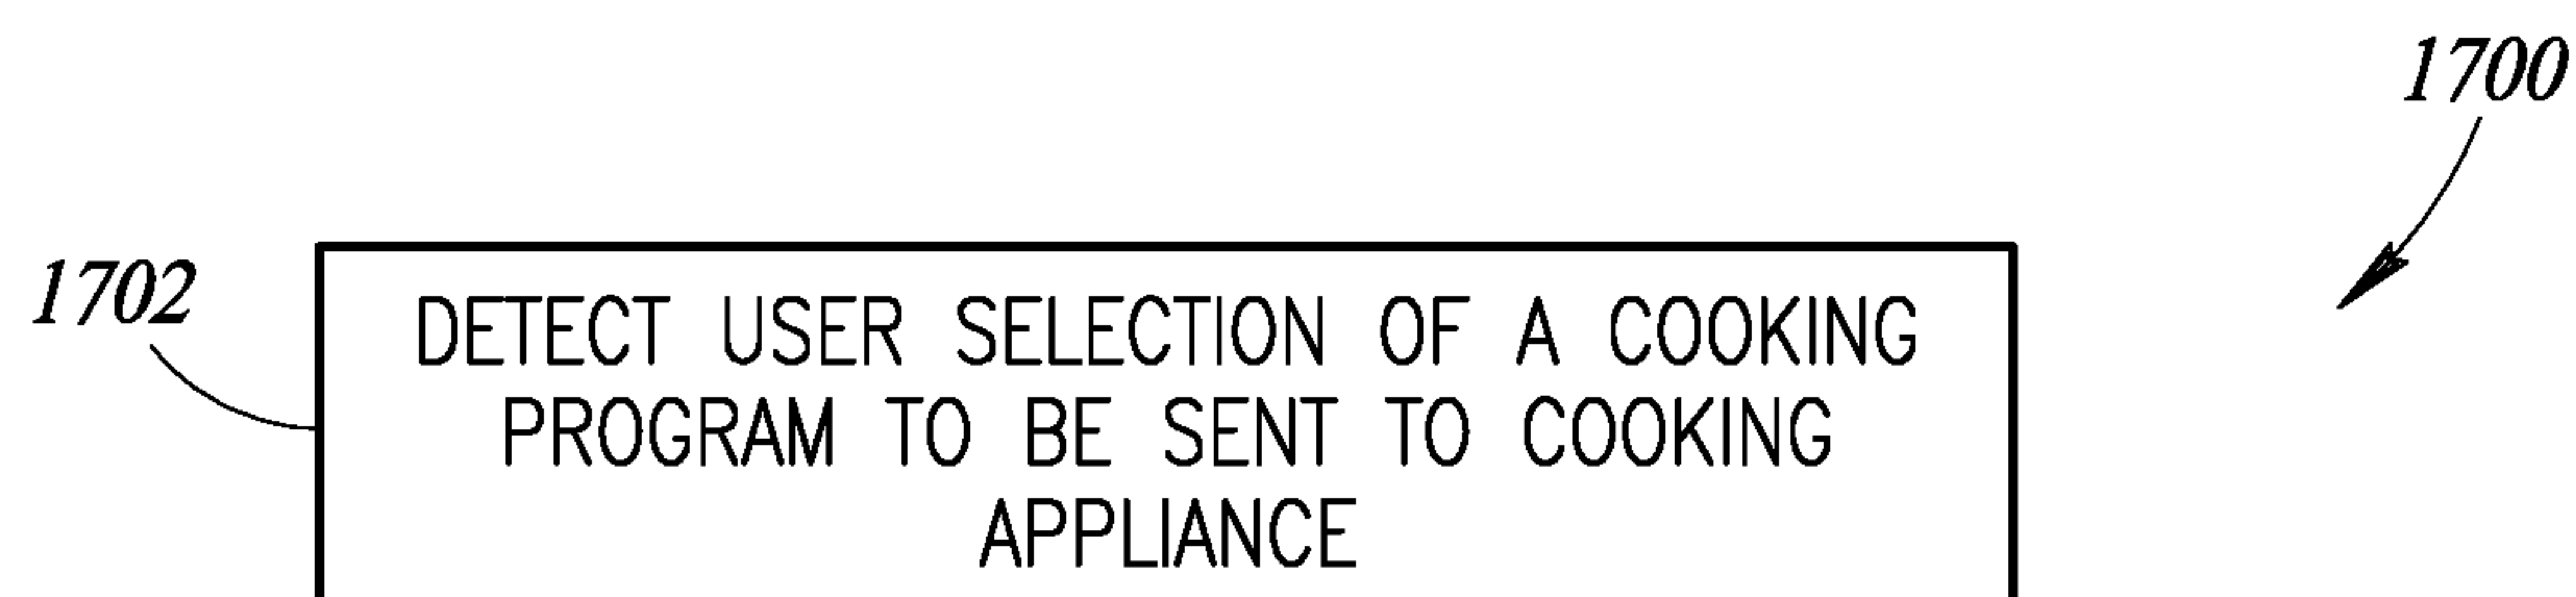 1700
1702
DETECT USER SELECTION OF A COOKING
PROGRAM TO BE SENT TO COOKING
APPLIANCE